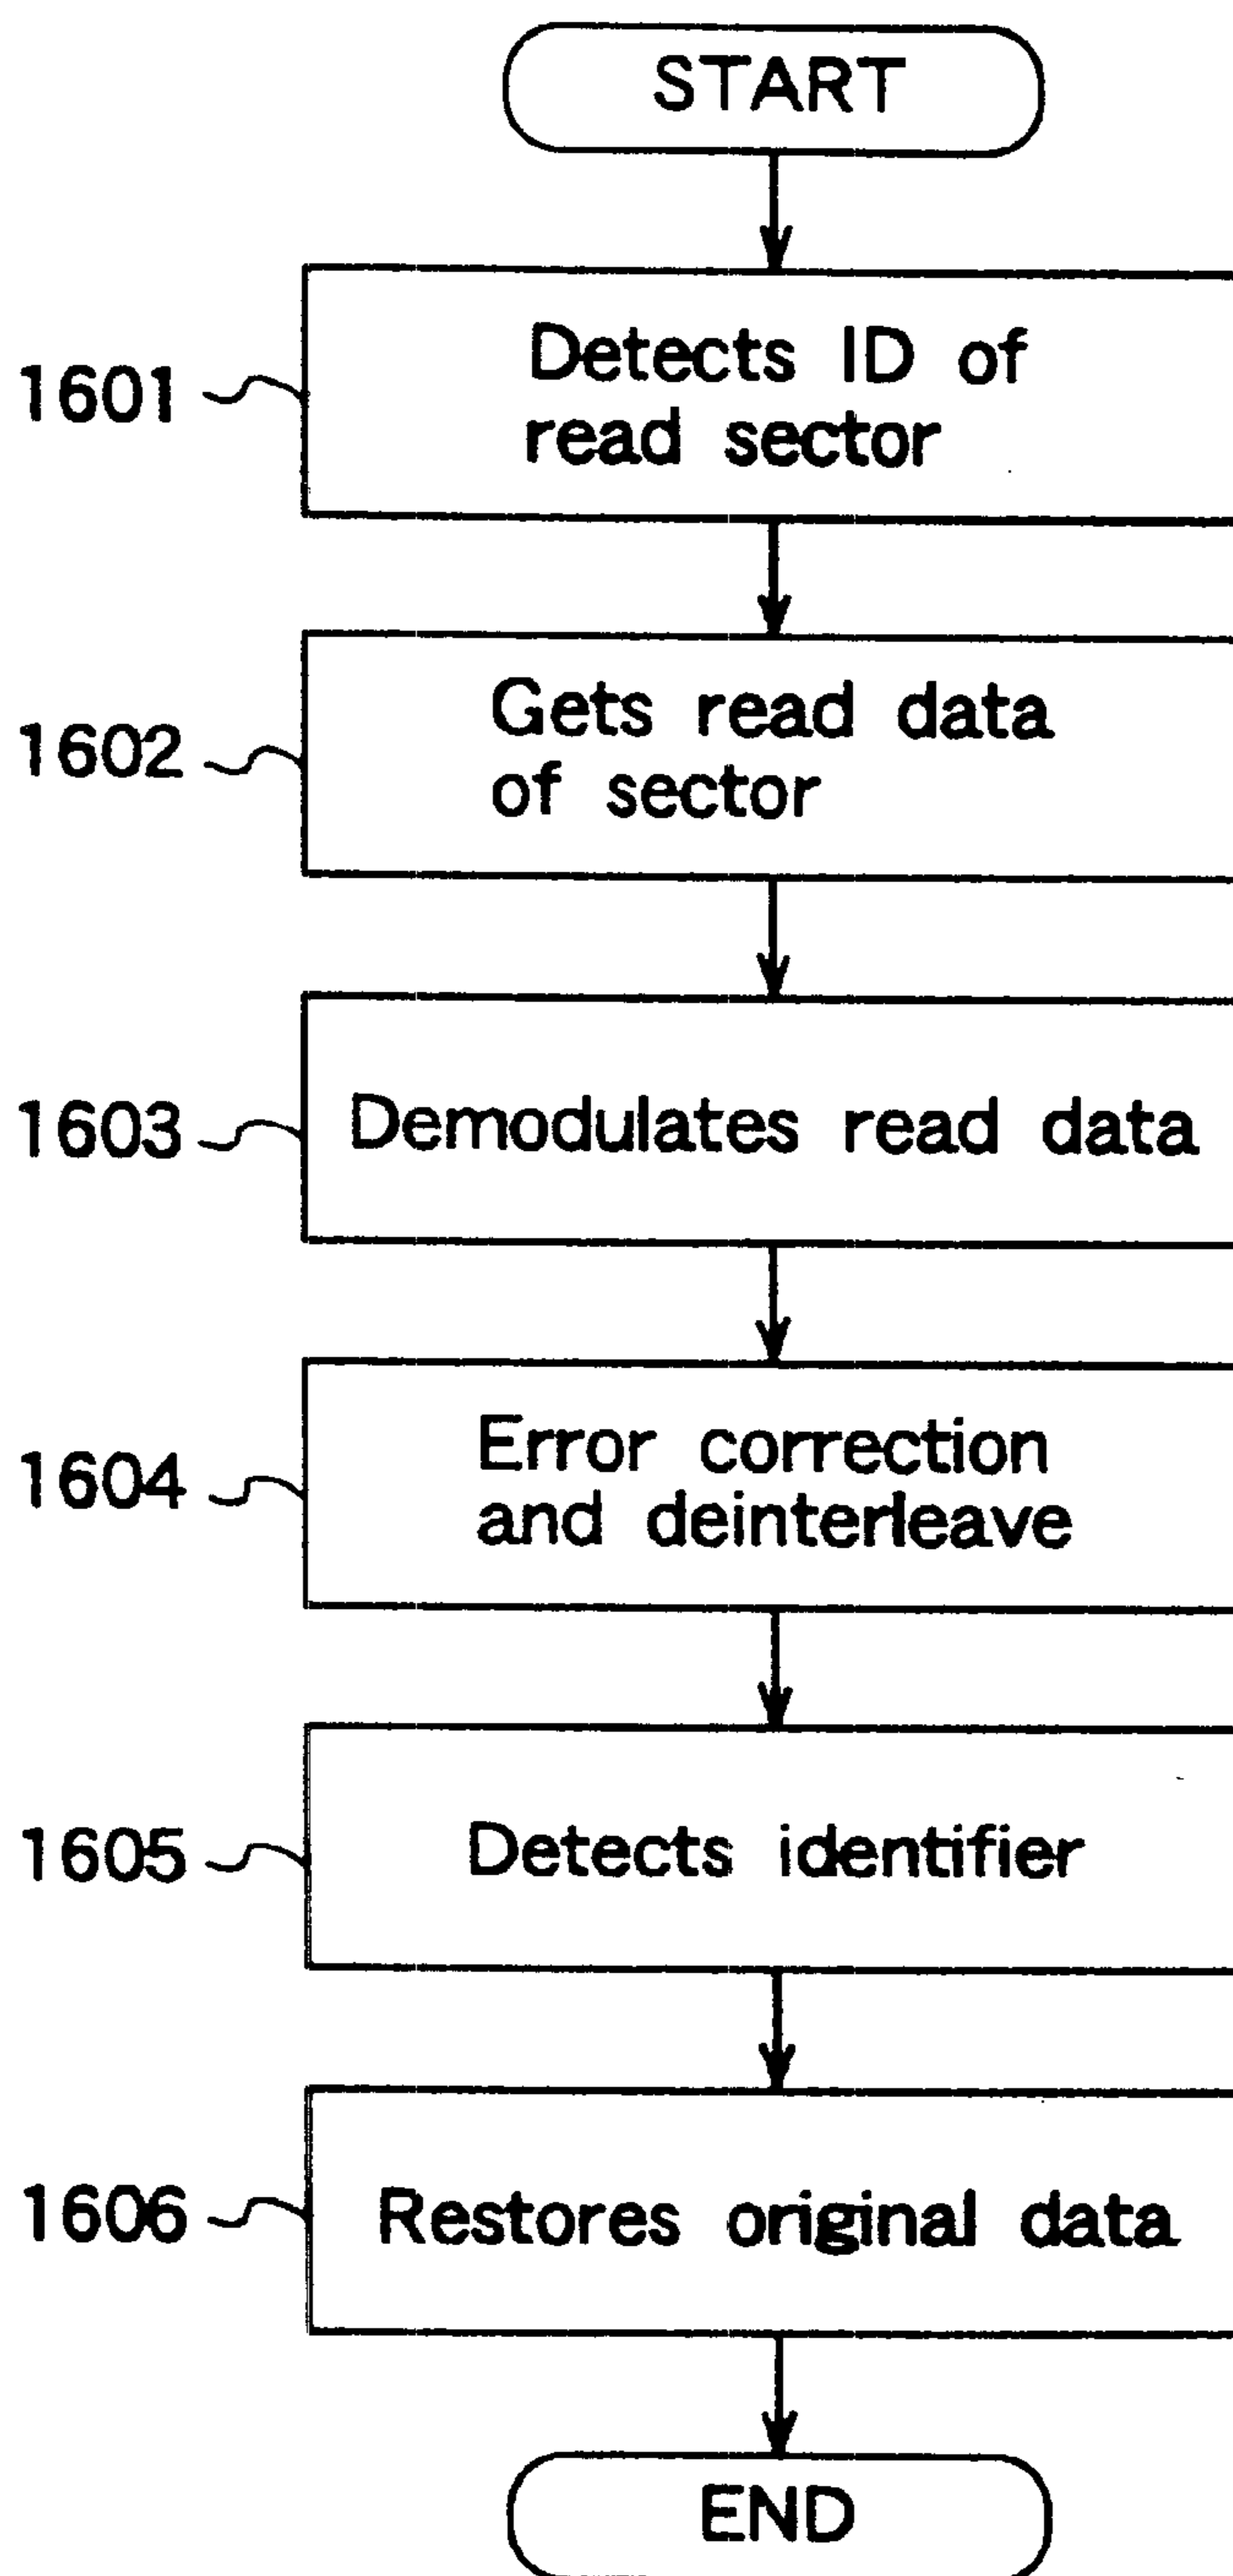 START
1601
Detects ID of
read sector
1602
Gets read data
of sector
1603
Demodulates read data
1604
Error correction
and deinterleave
1605
Detects identifier
1606
Restores original data
END